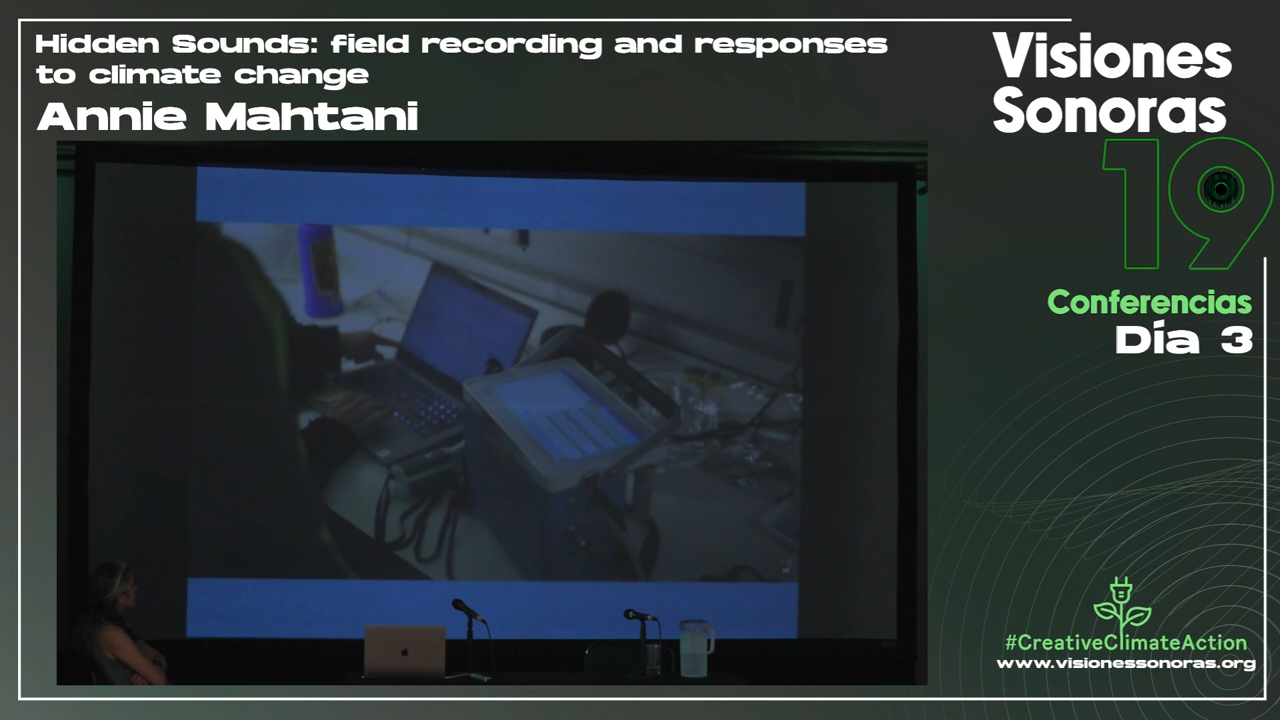 Hidden Sounds: field recording and responses
to climate change
Annie Mahtani
Visiones
Sonoras
19
Conferencias
Día 3
#CreativeClimateAction
www.visionessonoras.org